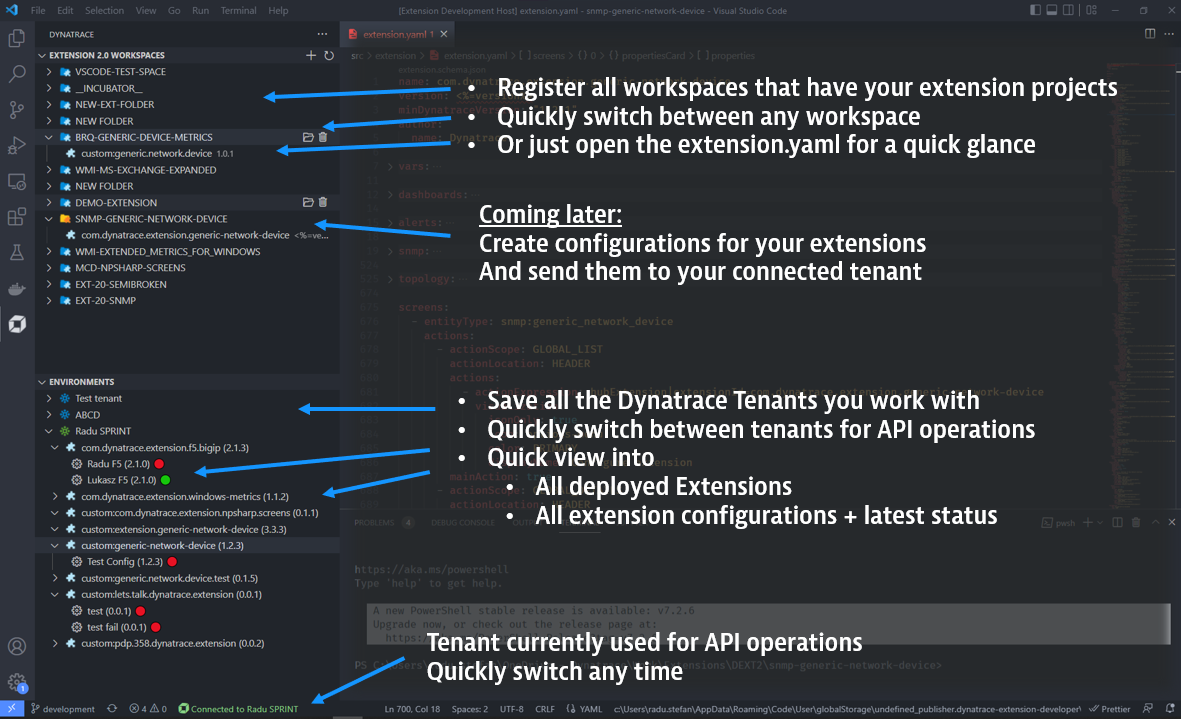 File Edit Selection View Go Run Terminal Help
[Extension Development Host] extension.yaml - snmp-generic-network-device - Visual Studio Code
DYNATRACE
extension.yaml 1
EXTENSION 2.0 WORKSPACES
src > extension > extension.yaml > [ ] screens > { } 0 > { } propertiesCard > [ ] properties
VSCODE-TEST-SPACE
__INCUBATOR__
NEW-EXT-FOLDER
NEW FOLDER
BRQ-GENERIC-DEVICE-METRICS
custom:generic.network.device 1.0.1
WMI-MS-EXCHANGE-EXPANDED
NEW FOLDER
DEMO-EXTENSION
SNMP-GENERIC-NETWORK-DEVICE
com.dynatrace.extension.generic-network-device <%=ve...
WMI-EXTENDED_METRICS_FOR_WINDOWS
MCD-NPSHARP-SCREENS
EXT-20-SEMIBROKEN
EXT-20-SNMP
• Register all workspaces that have your extension projects
• Quickly switch between any workspace
• Or just open the extension.yaml for a quick glance
Coming later:
Create configurations for your extensions
And send them to your connected tenant
vars:
dashboards:
alerts:
snmp:
topology:
screens:
- entityType: snmp:generic_network_device
actions:
- actionScope: GLOBAL_LIST
actionLocation: HEADER
actions:
ENVIRONMENTS
Test tenant
ABCD
Radu SPRINT
com.dynatrace.extension.f5.bigip (2.1.3)
Radu F5 (2.1.0)
Lukasz F5 (2.1.0)
com.dynatrace.extension.windows-metrics (1.1.2)
custom:com.dynatrace.extension.npsharp.screens (0.1.1)
custom:extension.generic-network-device (3.3.3)
custom:generic-network-device (1.2.3)
Test Config (1.2.3)
custom:generic.network.device.test (0.1.5)
custom:lets.talk.dynatrace.extension (0.0.1)
test (0.0.1)
test fail (0.0.1)
custom:pdp.358.dynatrace.extension (0.0.2)
• Save all the Dynatrace Tenants you work with
• Quickly switch between tenants for API operations
• Quick view into
• All deployed Extensions
• All extension configurations + latest status
PROBLEMS 4 DEBUG CONSOLE
pwsh
https://aka.ms/powershell
Type 'help' to get help.
A new PowerShell stable release is available: v7.2.6
Upgrade now, or check out the release page at:
Tenant currently used for API operations
Quickly switch any time
development
4 0
Connected to Radu SPRINT
Ln 700, Col 18 Spaces: 2 UTF-8 CRLF YAML c:\Users\radu.stefan\AppData\Roaming\Code\User\globalStorage\undefined_publisher.dynatrace-extension-developer\ Prettier